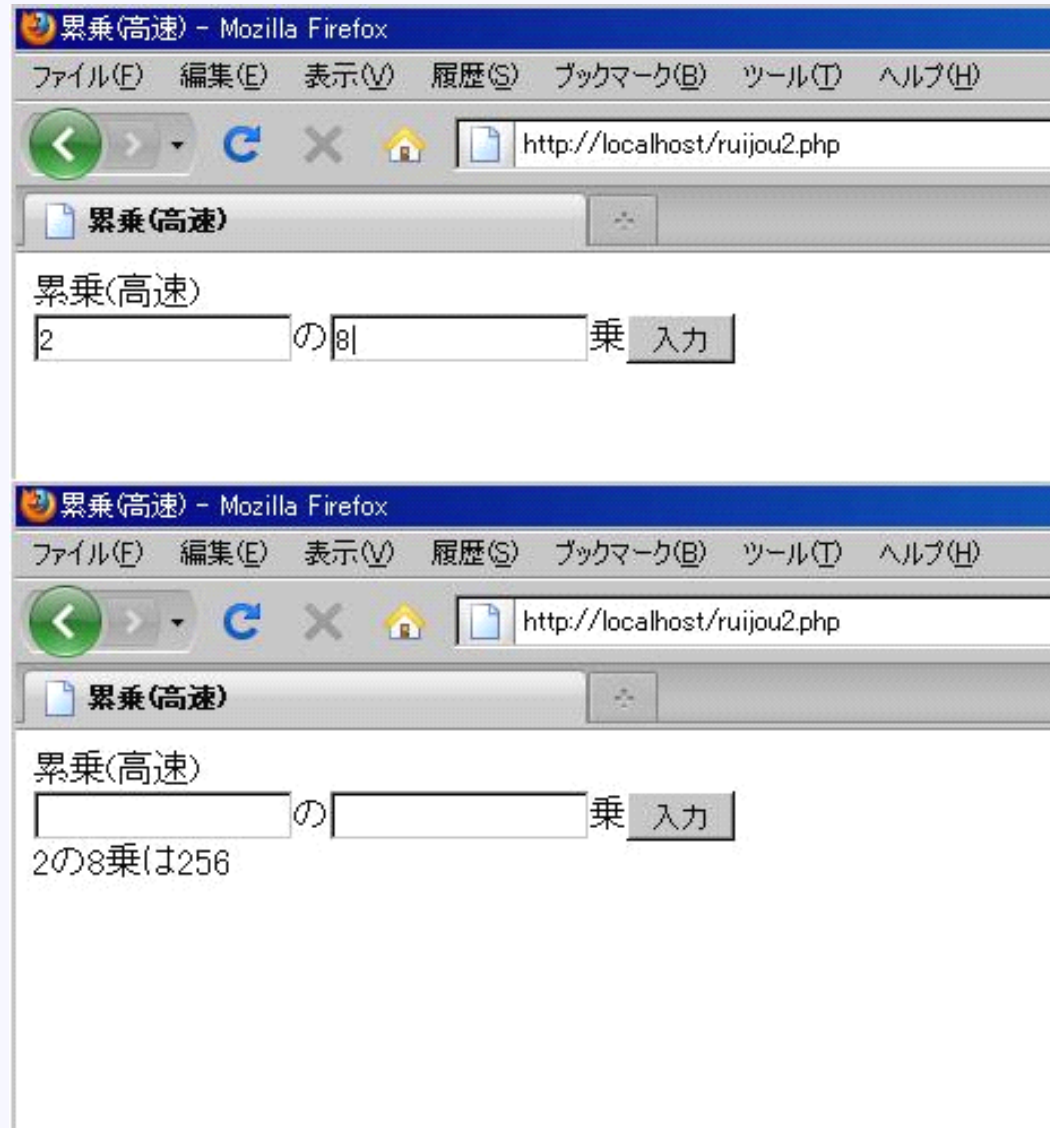 累乗(高速) - Mozilla Firefox
ファイル(F) 編集(E) 表示(V) 履歴(S) ブックマーク(B) ツール(T) ヘルプ(H)
http://localhost/ruijou2.php
累乗(高速)
累乗(高速)
2の8乗 入力
累乗(高速) - Mozilla Firefox
ファイル(F) 編集(E) 表示(V) 履歴(S) ブックマーク(B) ツール(T) ヘルプ(H)
http://localhost/ruijou2.php
累乗(高速)
累乗(高速)
の 乗 入力
2の8乗は256